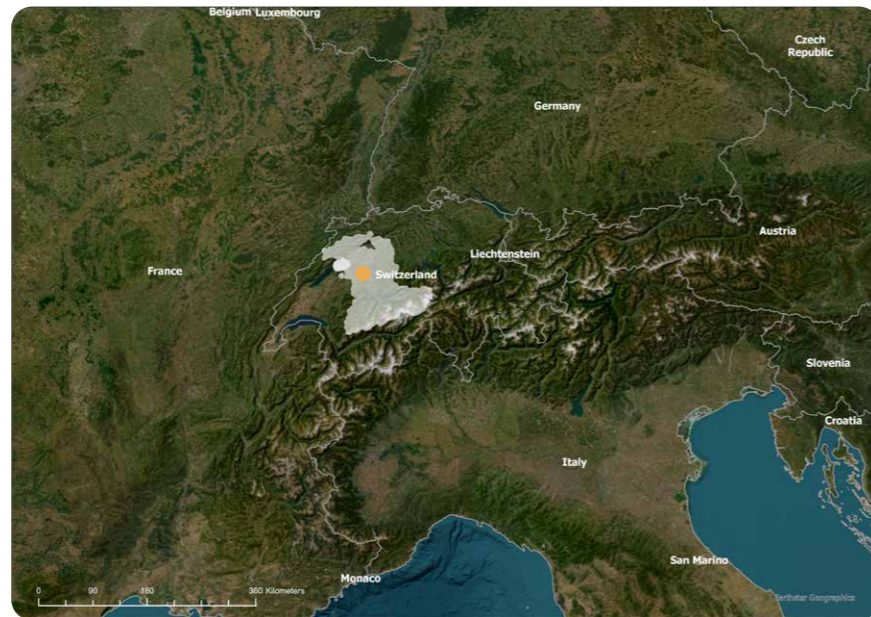 Belgium Luxembourg
Czech
Republic
Germany
Austria
Liechtenstein
France
Switzerland
Slovenia
Croatia
Italy
San Marino
Monaco
0 90 180 360 Kilometers
Earthstar Geographics